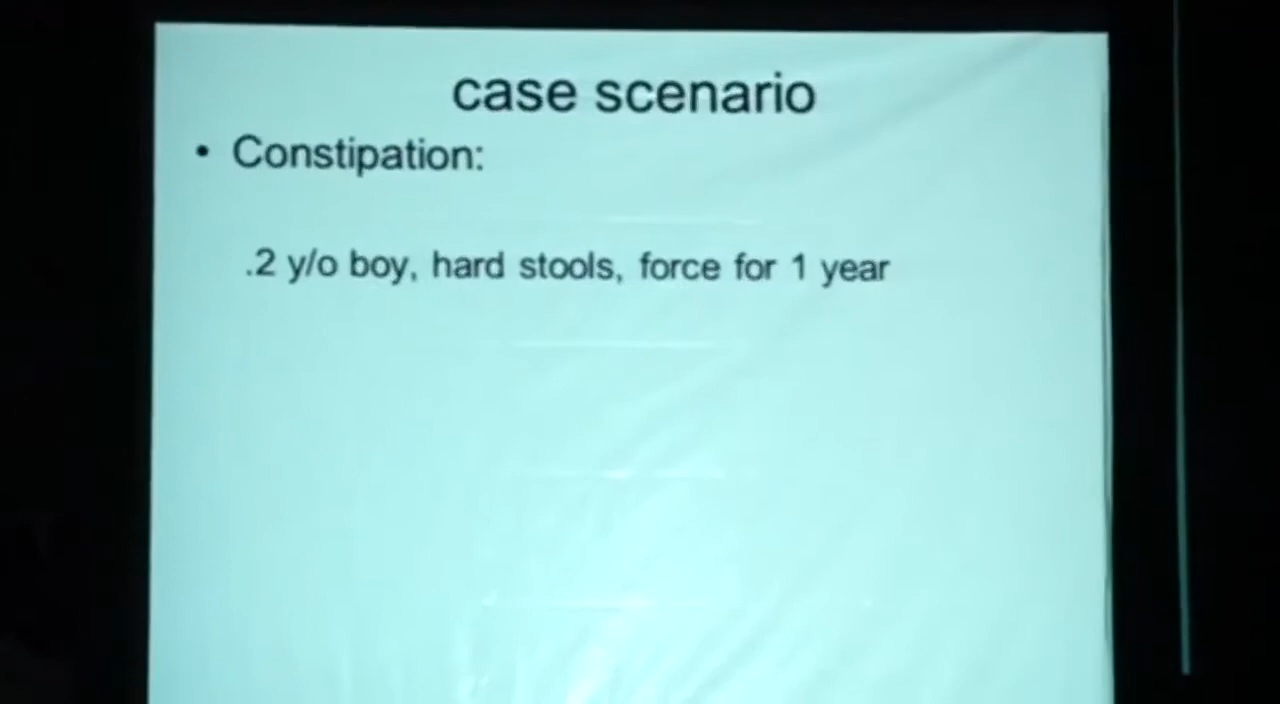 case scenario
• Constipation:
.2 y/o boy, hard stools, force for 1 year